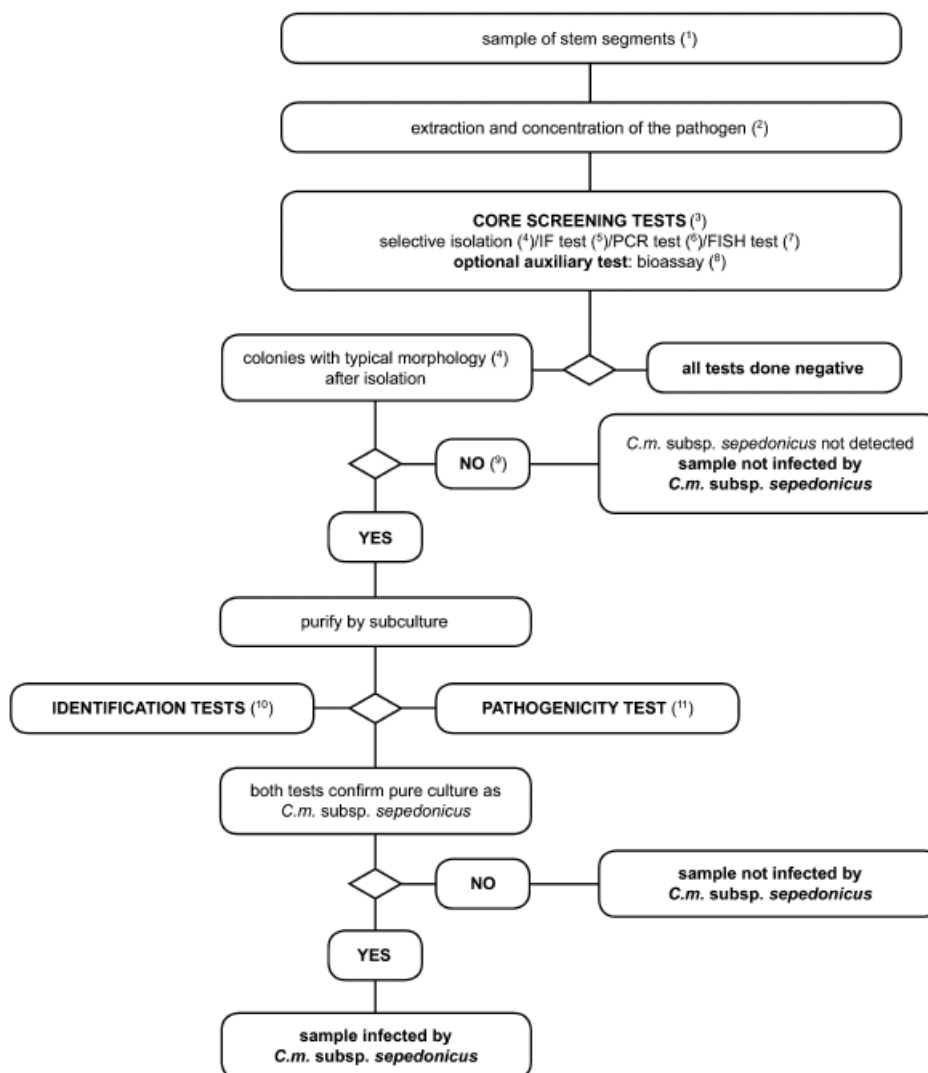 sample of stem segments (¹)
extraction and concentration of the pathogen (²)
CORE SCREENING TESTS (³)
selective isolation (⁴)/IF test (⁵)/PCR test (⁶)/FISH test (⁷)
optional auxiliary test: bioassay (⁸)
colonies with typical morphology (⁴)
after isolation
all tests done negative
NO (⁹)
C.m. subsp. sepedonicus not detected
sample not infected by
C.m. subsp. sepedonicus
YES
purify by subculture
IDENTIFICATION TESTS (¹⁰)
PATHOGENICITY TEST (¹¹)
both tests confirm pure culture as
C.m. subsp. sepedonicus
NO
sample not infected by
C.m. subsp. sepedonicus
YES
sample infected by
C.m. subsp. sepedonicus